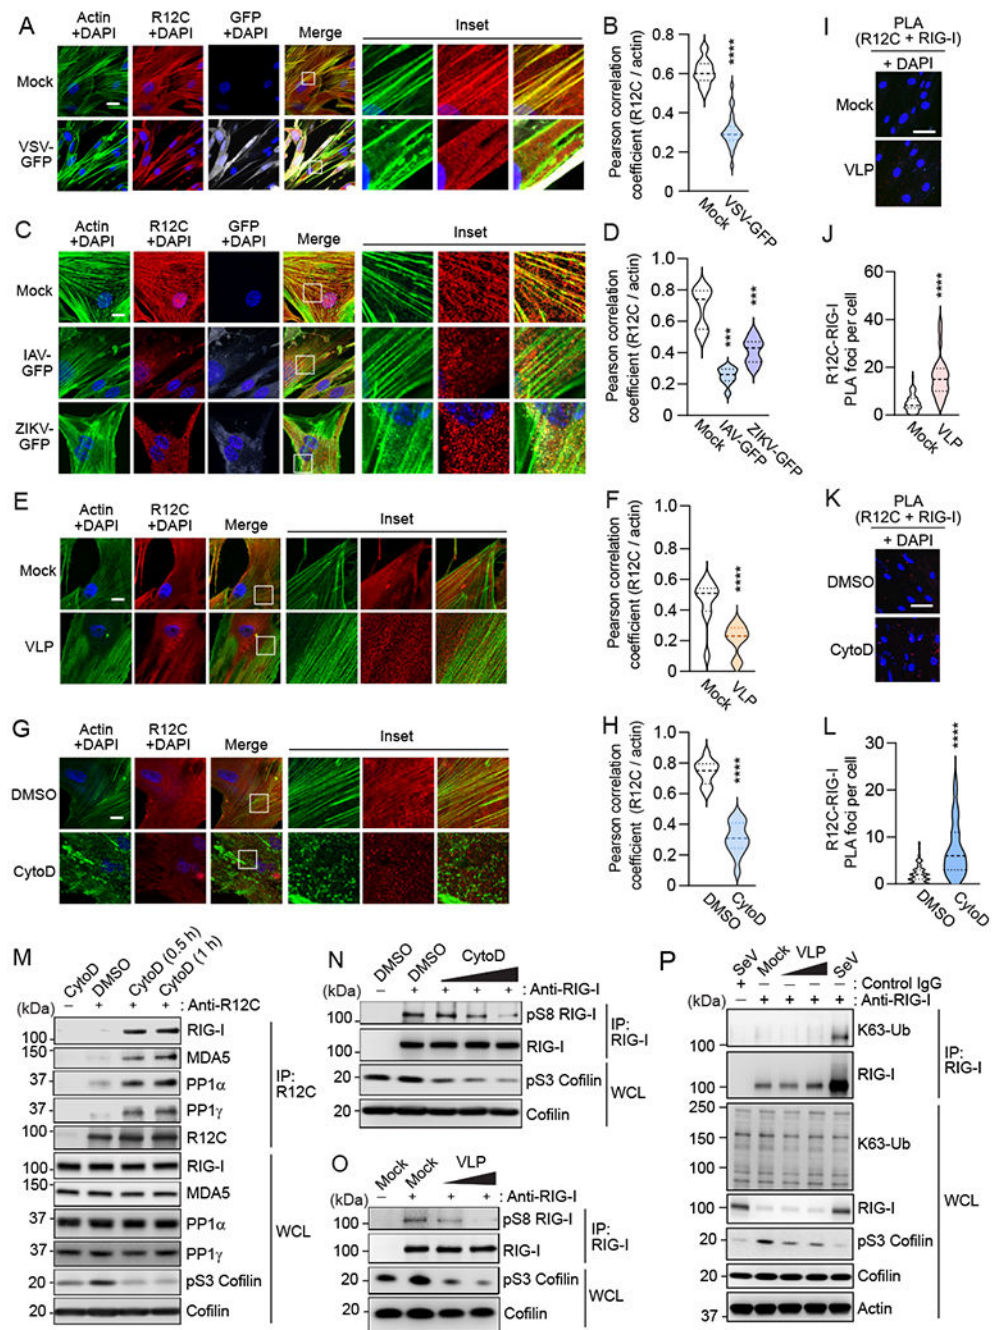 A
Actin +DAPI
R12C +DAPI
GFP +DAPI
Merge
Inset
Mock
VSV-GFP
B
Pearson correlation coefficient (R12C / actin)
0.8
0.6
0.4
0.2
0
****
Mock
VSV-GFP
C
Actin +DAPI
R12C +DAPI
GFP +DAPI
Merge
Inset
Mock
IAV-GFP
ZIKV-GFP
D
Pearson correlation coefficient (R12C / actin)
1.0
0.8
0.6
0.4
0.2
0
***
***
Mock
IAV-GFP
ZIKV-GFP
E
Actin +DAPI
R12C +DAPI
Merge
Inset
Mock
VLP
F
Pearson correlation coefficient (R12C / actin)
1.0
0.8
0.6
0.4
0.2
0
****
Mock
VLP
G
Actin +DAPI
R12C +DAPI
Merge
Inset
DMSO
CytoD
H
Pearson correlation coefficient (R12C / actin)
1.0
0.8
0.6
0.4
0.2
0
****
DMSO
CytoD
I
PLA
(R12C + RIG-I)
+ DAPI
Mock
VLP
J
R12C-RIG-I PLA foci per cell
60
40
20
0
****
Mock
VLP
K
PLA
(R12C + RIG-I)
+ DAPI
DMSO
CytoD
L
R12C-RIG-I PLA foci per cell
30
20
10
0
****
DMSO
CytoD
M
CytoD
DMSO
CytoD (0.5 h)
CytoD (1 h)
(kDa) – + + + : Anti-R12C
100 RIG-I
150 MDA5
37 PP1α
37 PP1γ
100 R12C
IP: R12C
100 RIG-I
150 MDA5
37 PP1α
37 PP1γ
20 pS3 Cofilin
20 Cofilin
WCL
N
DMSO
DMSO
CytoD
(kDa) – + + + + : Anti-RIG-I
100 pS8 RIG-I
100 RIG-I
IP: RIG-I
20 pS3 Cofilin
20 Cofilin
WCL
O
Mock
Mock
VLP
(kDa) – + + + : Anti-RIG-I
100 pS8 RIG-I
100 RIG-I
IP: RIG-I
20 pS3 Cofilin
20 Cofilin
WCL
P
SeV
Mock
VLP
SeV
+ – – – – : Control IgG
(kDa) – + + + + : Anti-RIG-I
100 K63-Ub
100 RIG-I
IP: RIG-I
250
150
100
K63-Ub
100 RIG-I
20 pS3 Cofilin
20 Cofilin
37 Actin
WCL